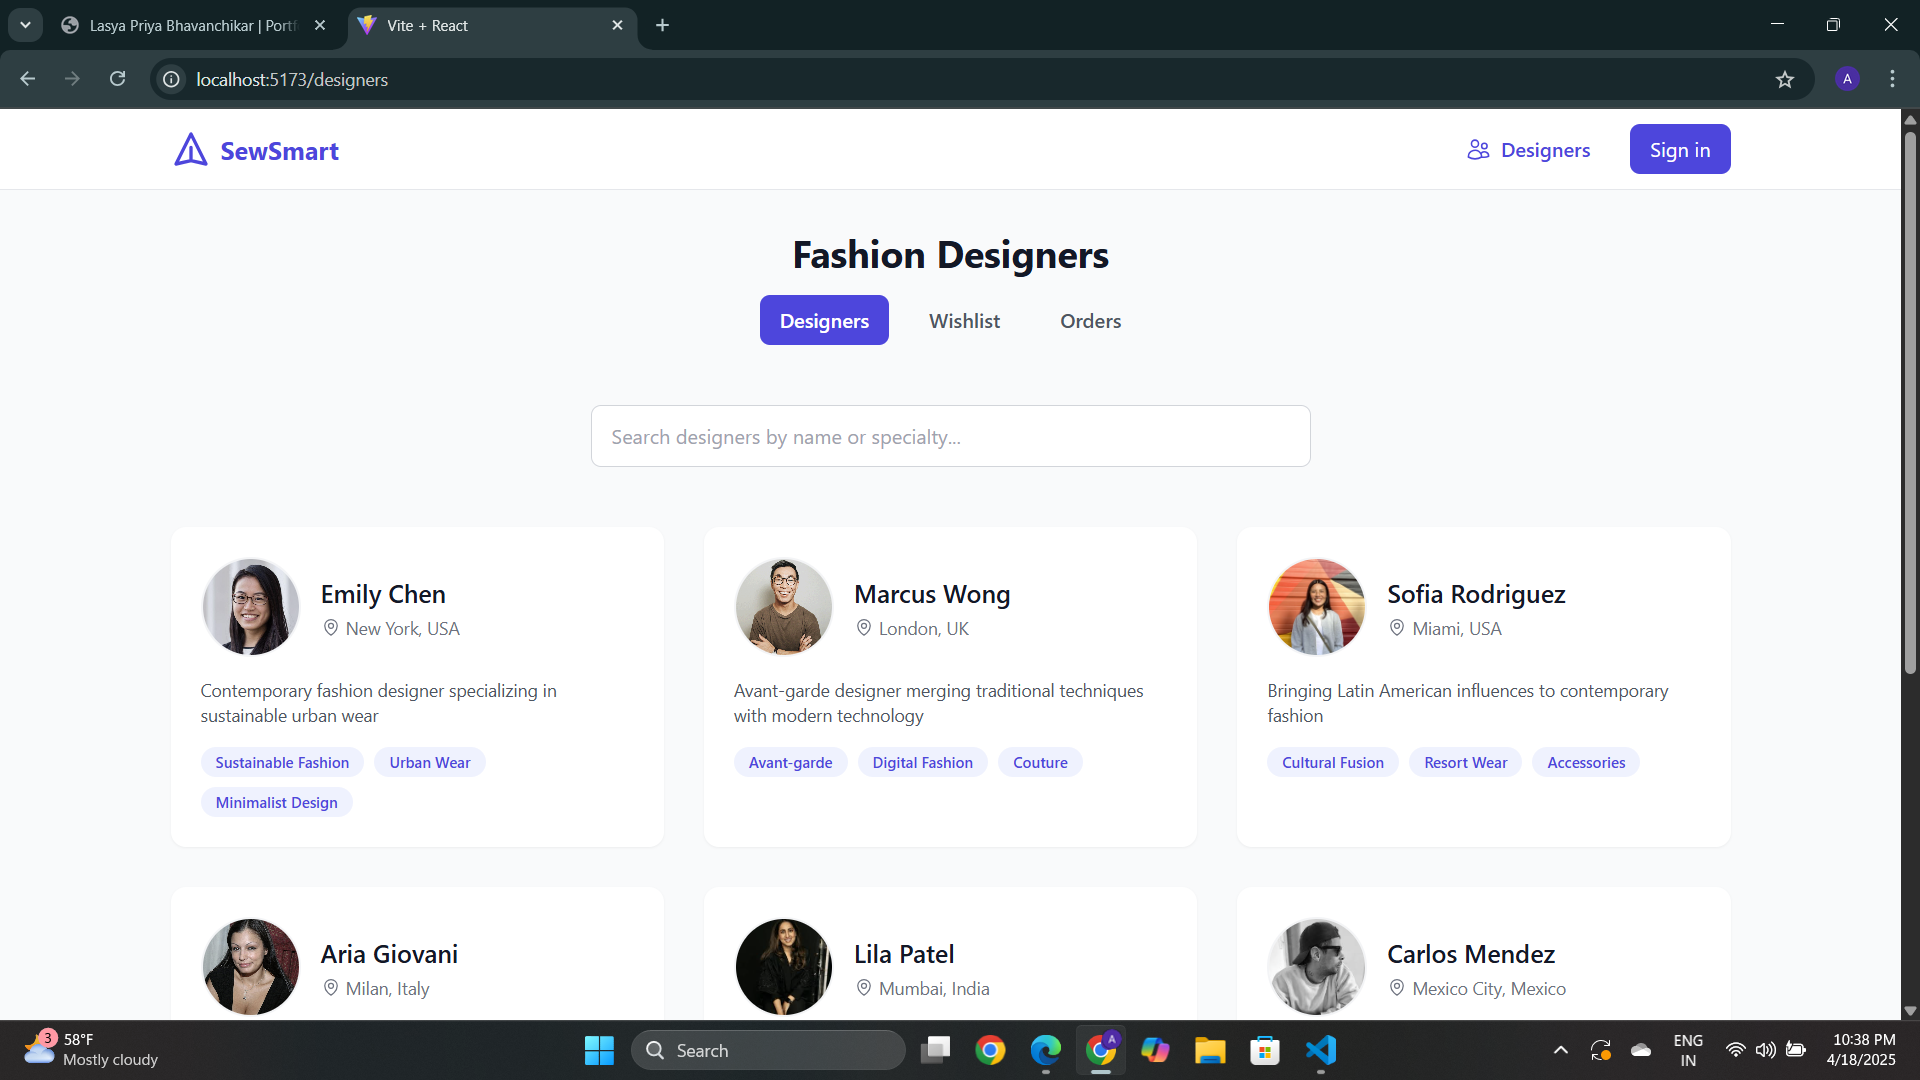 Lasya Priya Bhavanchikar | Portf
Vite + React
localhost:5173/designers
A
SewSmart
Designers
Sign in
Fashion Designers
Designers
Wishlist
Orders
Search designers by name or specialty...
Emily Chen
New York, USA
Contemporary fashion designer specializing in
sustainable urban wear
Sustainable Fashion
Urban Wear
Minimalist Design
Marcus Wong
London, UK
Avant-garde designer merging traditional techniques
with modern technology
Avant-garde
Digital Fashion
Couture
Sofia Rodriguez
Miami, USA
Bringing Latin American influences to contemporary
fashion
Cultural Fusion
Resort Wear
Accessories
Aria Giovani
Milan, Italy
Lila Patel
Mumbai, India
Carlos Mendez
Mexico City, Mexico
3
58°F
Mostly cloudy
Search
A
ENG
IN
10:38 PM
4/18/2025